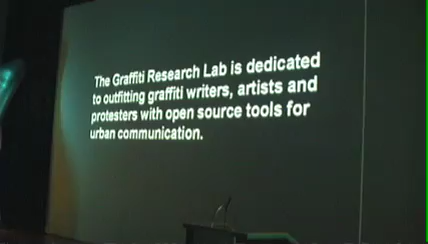 The Graffiti Research Lab is dedicated
to outfitting graffiti writers, artists and
protesters with open source tools for
urban communication.